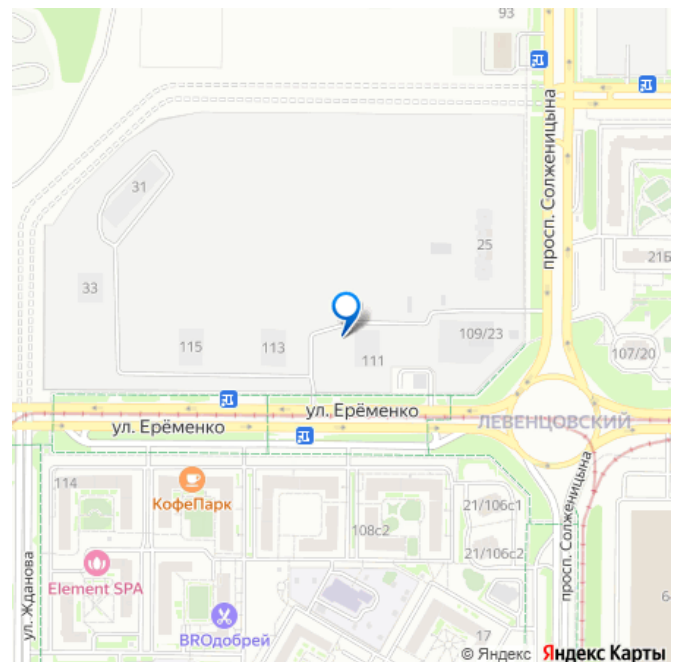 93
просп. Солженицына
31
25
21Б
33
109/23
115
113
111
107/20
ул. Ерёменко
ул. Ерёменко
ЛЕВЕНЦОВСКИЙ
114
КофеПарк
21/106с1
108с2
просп. Солженицына
21/106с2
ул. Жданова
Element SPA
BROдобрей
17
6
© Яндекс Яндекс Карты